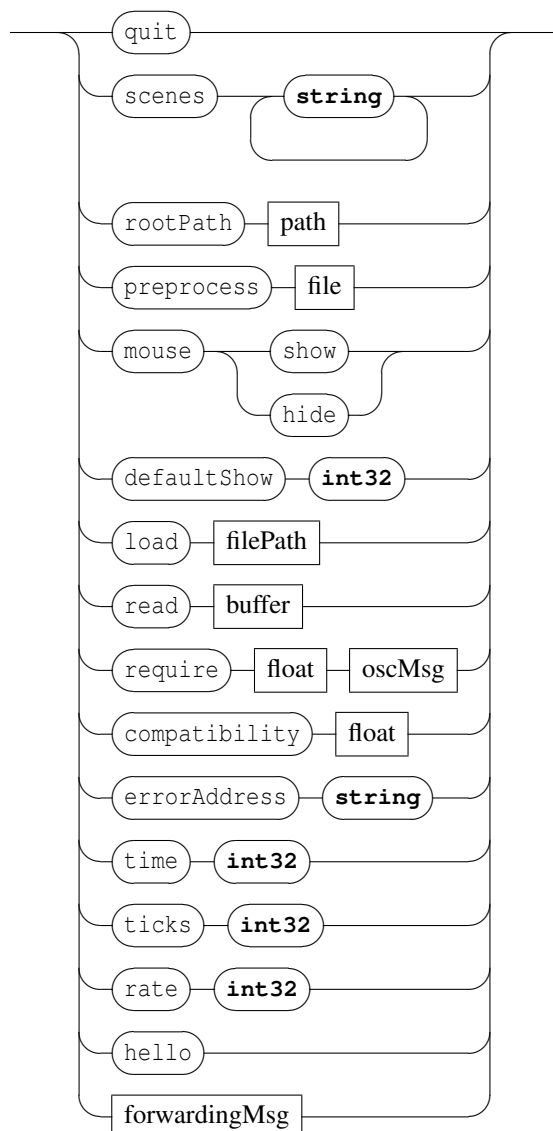 quit
scenes string
rootPath path
preprocess file
mouse show
hide
defaultShow int32
load filePath
read buffer
require float oscMsg
compatibility float
errorAddress string
time int32
ticks int32
rate int32
hello
forwardingMsg